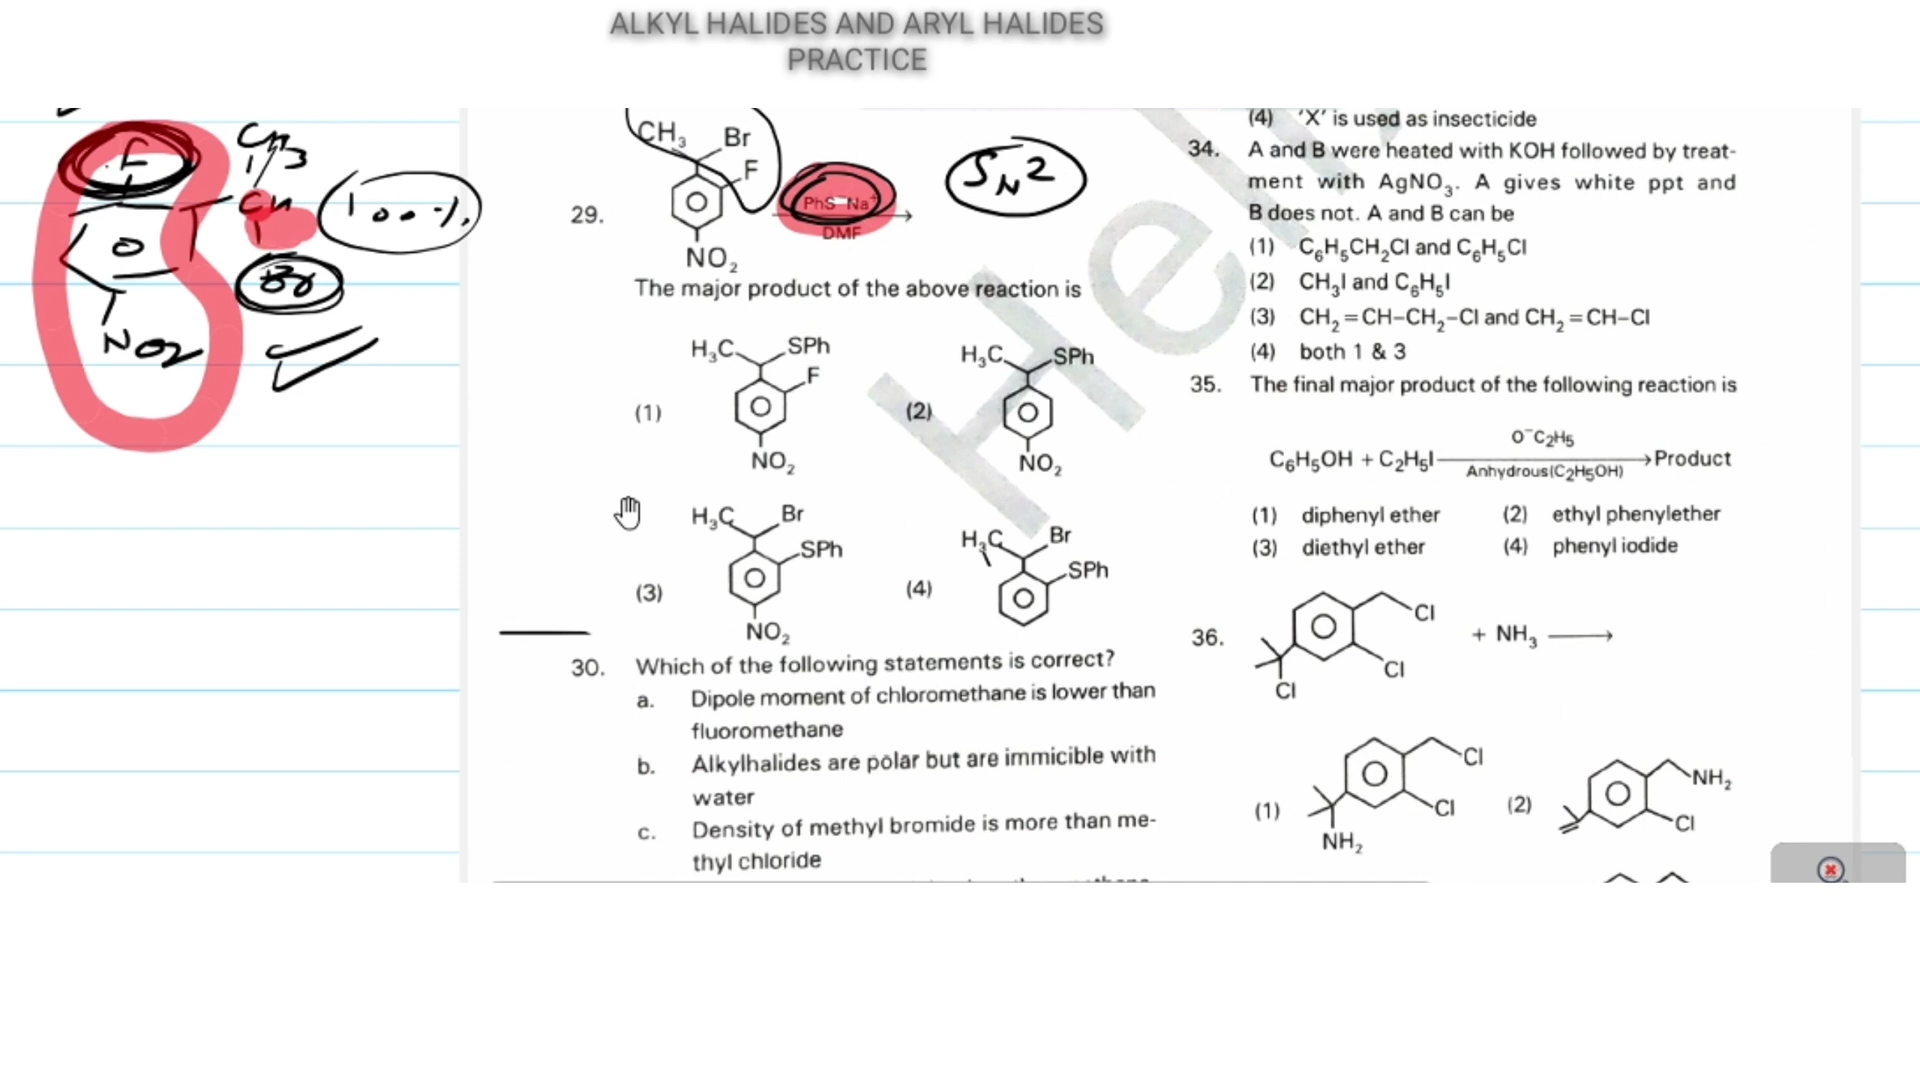 ALKYL HALIDES AND ARYL HALIDES
PRACTICE
F
CH3
CH
100%
Br
NO2
CH₃ Br
F
29.
PhS⁻Na⁺
DMF
NO₂
SN2
The major product of the above reaction is
H₃C SPh
F
(1)
NO₂
H₃C SPh
(2)
NO₂
H₃C Br
SPh
(3)
NO₂
H₃C Br
SPh
(4)
30. Which of the following statements is correct?
a. Dipole moment of chloromethane is lower than
fluoromethane
b. Alkylhalides are polar but are immicible with
water
c. Density of methyl bromide is more than me-
thyl chloride
(4) 'X' is used as insecticide
34. A and B were heated with KOH followed by treat-
ment with AgNO₃. A gives white ppt and
B does not. A and B can be
(1) C₆H₅CH₂Cl and C₆H₅Cl
(2) CH₃I and C₆H₅I
(3) CH₂=CH−CH₂−Cl and CH₂=CH−Cl
(4) both 1 & 3
35. The final major product of the following reaction is
O⁻C₂H₅
C₆H₅OH + C₂H₅I → Product
Anhydrous(C₂H₅OH)
(1) diphenyl ether (2) ethyl phenylether
(3) diethyl ether (4) phenyl iodide
36.
Cl
Cl
Cl
+ NH₃ →
(1)
Cl
Cl
NH₂
(2)
NH₂
Cl